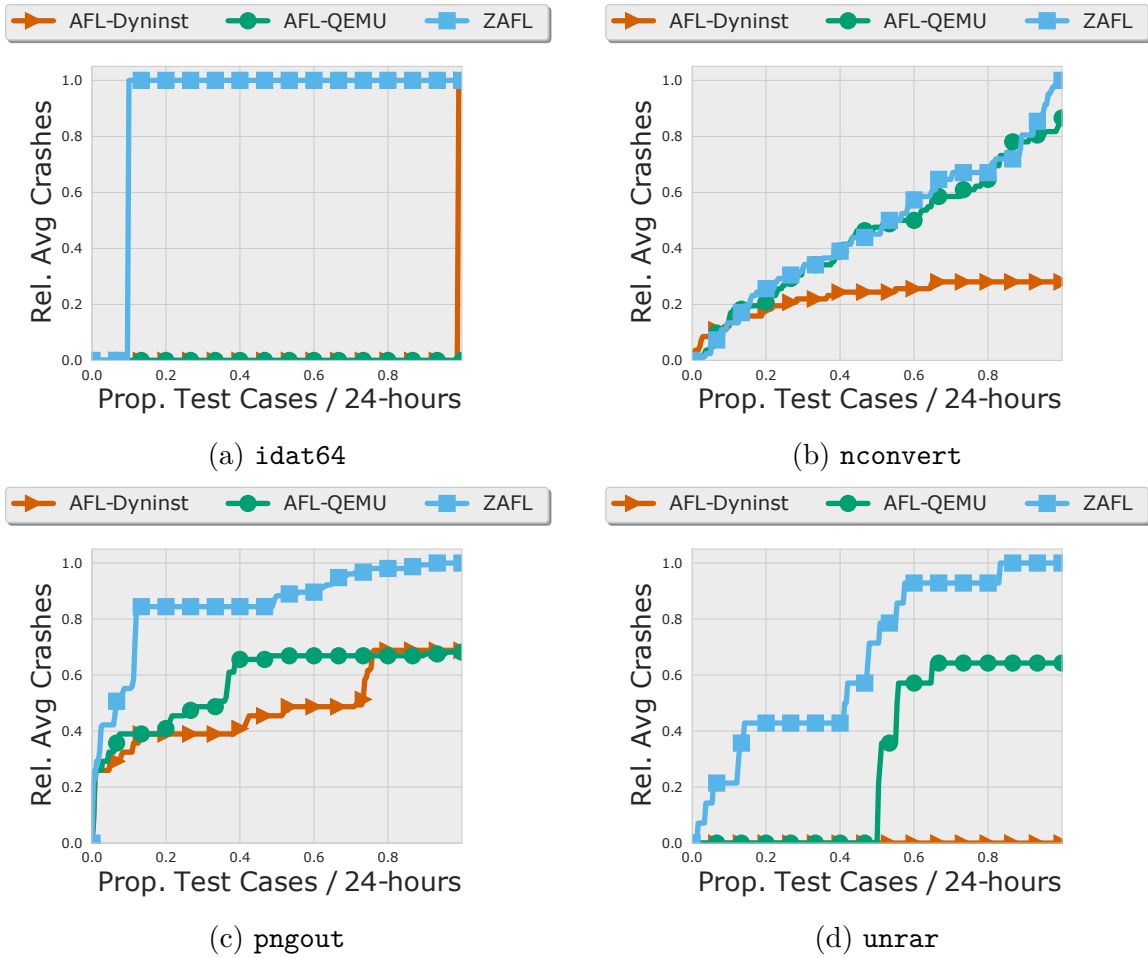 AFL-Dyninst AFL-QEMU ZAFL
AFL-Dyninst AFL-QEMU ZAFL
Rel. Avg Crashes
1.0
0.8
0.6
0.4
0.2
0.0
0.0 0.2 0.4 0.6 0.8
Prop. Test Cases / 24-hours
(a) idat64
Rel. Avg Crashes
1.0
0.8
0.6
0.4
0.2
0.0
0.0 0.2 0.4 0.6 0.8
Prop. Test Cases / 24-hours
(b) nconvert
AFL-Dyninst AFL-QEMU ZAFL
AFL-Dyninst AFL-QEMU ZAFL
Rel. Avg Crashes
1.0
0.8
0.6
0.4
0.2
0.0
0.0 0.2 0.4 0.6 0.8
Prop. Test Cases / 24-hours
(c) pngout
Rel. Avg Crashes
1.0
0.8
0.6
0.4
0.2
0.0
0.0 0.2 0.4 0.6 0.8
Prop. Test Cases / 24-hours
(d) unrar